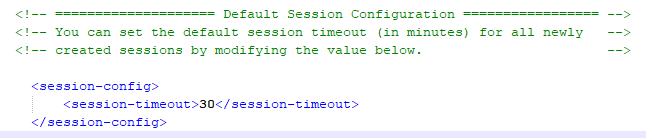 <!-- ==================== Default Session Configuration ================= -->
<!-- You can set the default session timeout (in minutes) for all newly   -->
<!-- created sessions by modifying the value below.                       -->
<session-config>
<session-timeout>30</session-timeout>
</session-config>